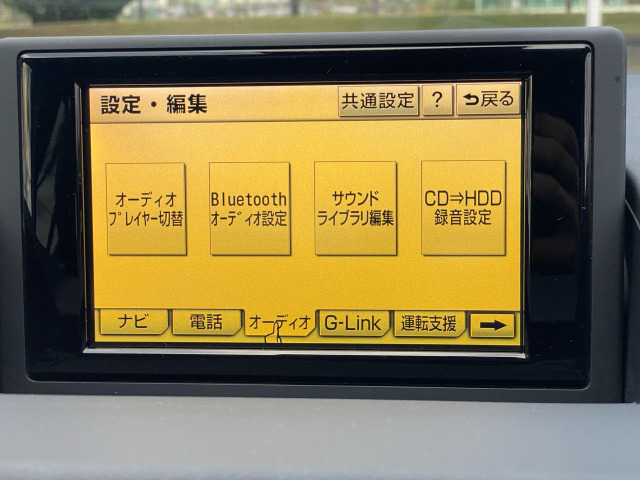 設定・編集
共通設定
?
戻る
オーディオ
プレイヤー切替
Bluetooth
オーディオ設定
サウンド
ライブラリ編集
CD⇒HDD
録音設定
ナビ
電話
オーディオ
G-Link
運転支援